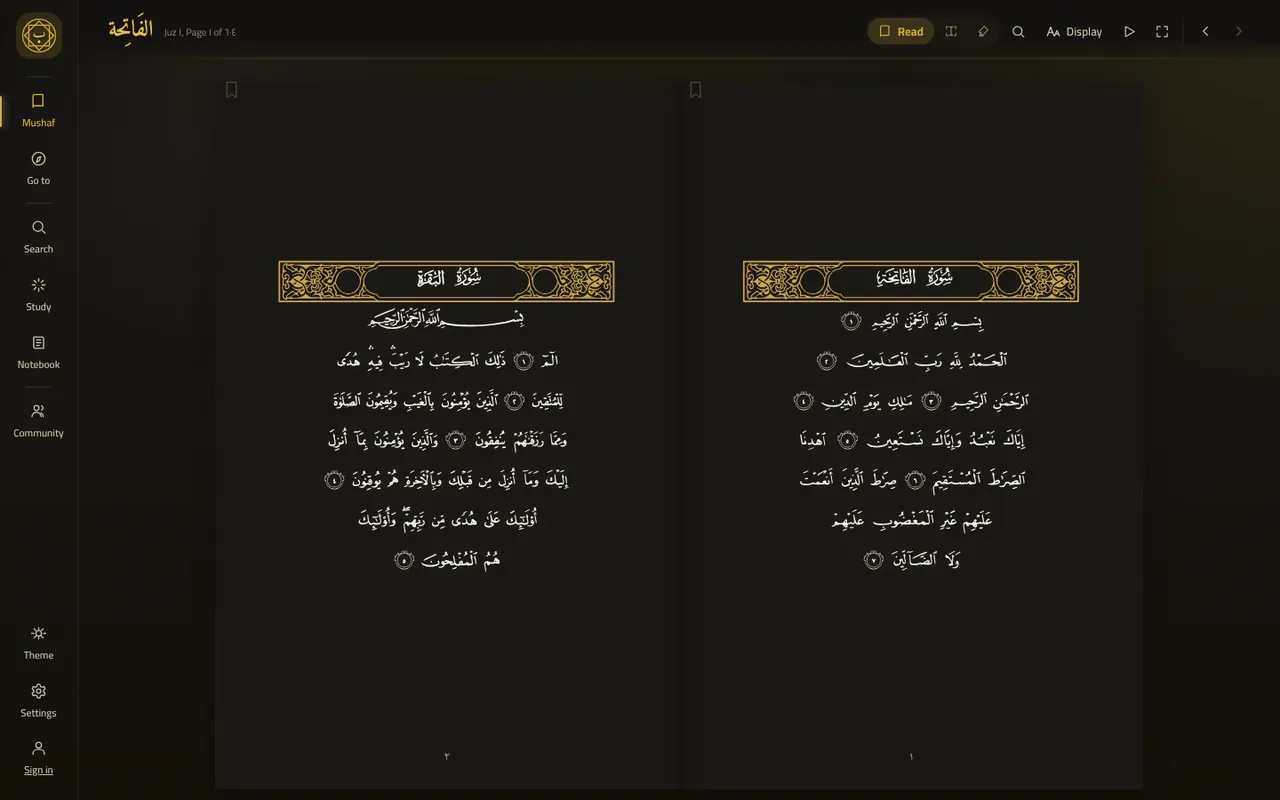 الفَاتِحة
Juz 1, Page 1 of ٦٠٤
Read
Display
Mushaf
Go to
Search
Study
Notebook
Community
Theme
Settings
Sign in
سُورَةُ الفَاتِحَةِ
بِسْمِ ٱللَّهِ ٱلرَّحْمَٰنِ ٱلرَّحِيمِ ١
ٱلْحَمْدُ لِلَّهِ رَبِّ ٱلْعَٰلَمِينَ ٢
ٱلرَّحْمَٰنِ ٱلرَّحِيمِ ٣ مَٰلِكِ يَوْمِ ٱلدِّينِ ٤
إِيَّاكَ نَعْبُدُ وَإِيَّاكَ نَسْتَعِينُ ٥ ٱهْدِنَا
ٱلصِّرَٰطَ ٱلْمُسْتَقِيمَ ٦ صِرَٰطَ ٱلَّذِينَ أَنْعَمْتَ
عَلَيْهِمْ غَيْرِ ٱلْمَغْضُوبِ عَلَيْهِمْ
وَلَا ٱلضَّآلِّينَ ٧
١
سُورَةُ البَقَرَةِ
بِسْمِ ٱللَّهِ ٱلرَّحْمَٰنِ ٱلرَّحِيمِ
الٓمٓ ١ ذَٰلِكَ ٱلْكِتَٰبُ لَا رَيْبَۛ فِيهِۛ هُدًى
لِّلْمُتَّقِينَ ٢ ٱلَّذِينَ يُؤْمِنُونَ بِٱلْغَيْبِ وَيُقِيمُونَ ٱلصَّلَوٰةَ
وَمِمَّا رَزَقْنَٰهُمْ يُنفِقُونَ ٣ وَٱلَّذِينَ يُؤْمِنُونَ بِمَآ أُنزِلَ
إِلَيْكَ وَمَآ أُنزِلَ مِن قَبْلِكَ وَبِٱلْءَاخِرَةِ هُمْ يُوقِنُونَ ٤
أُو۟لَٰٓئِكَ عَلَىٰ هُدًى مِّن رَّبِّهِمْۖ وَأُو۟لَٰٓئِكَ
هُمُ ٱلْمُفْلِحُونَ ٥
٢